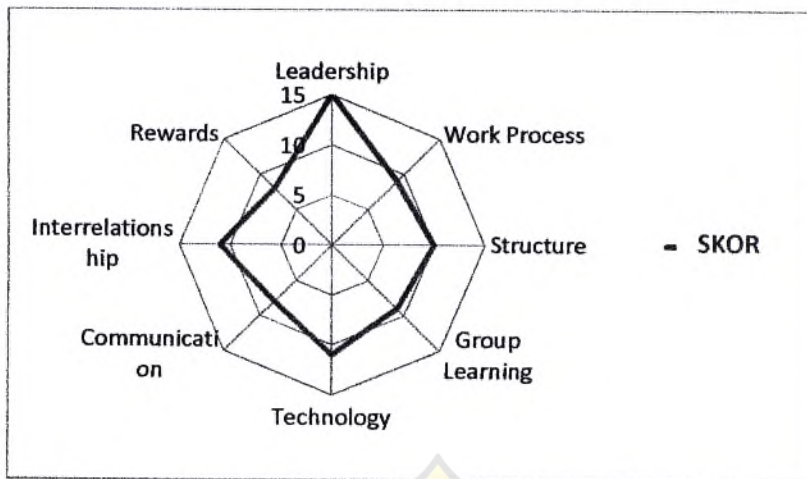 Leadership
15
Rewards
10
Work Process
5
Interrelations
hip
0
Structure
SKOR
Communicati
on
Group
Learning
Technology